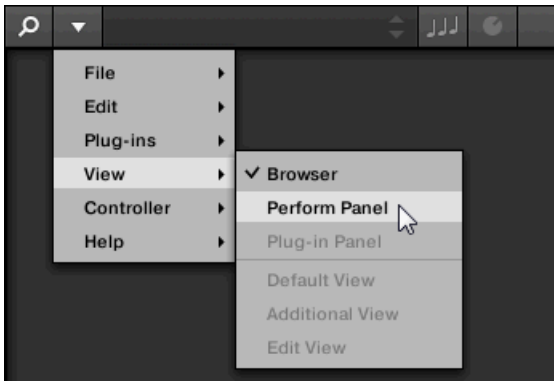 File
Edit
Plug-ins
View
Controller
Help
Browser
Perform Panel
Plug-in Panel
Default View
Additional View
Edit View